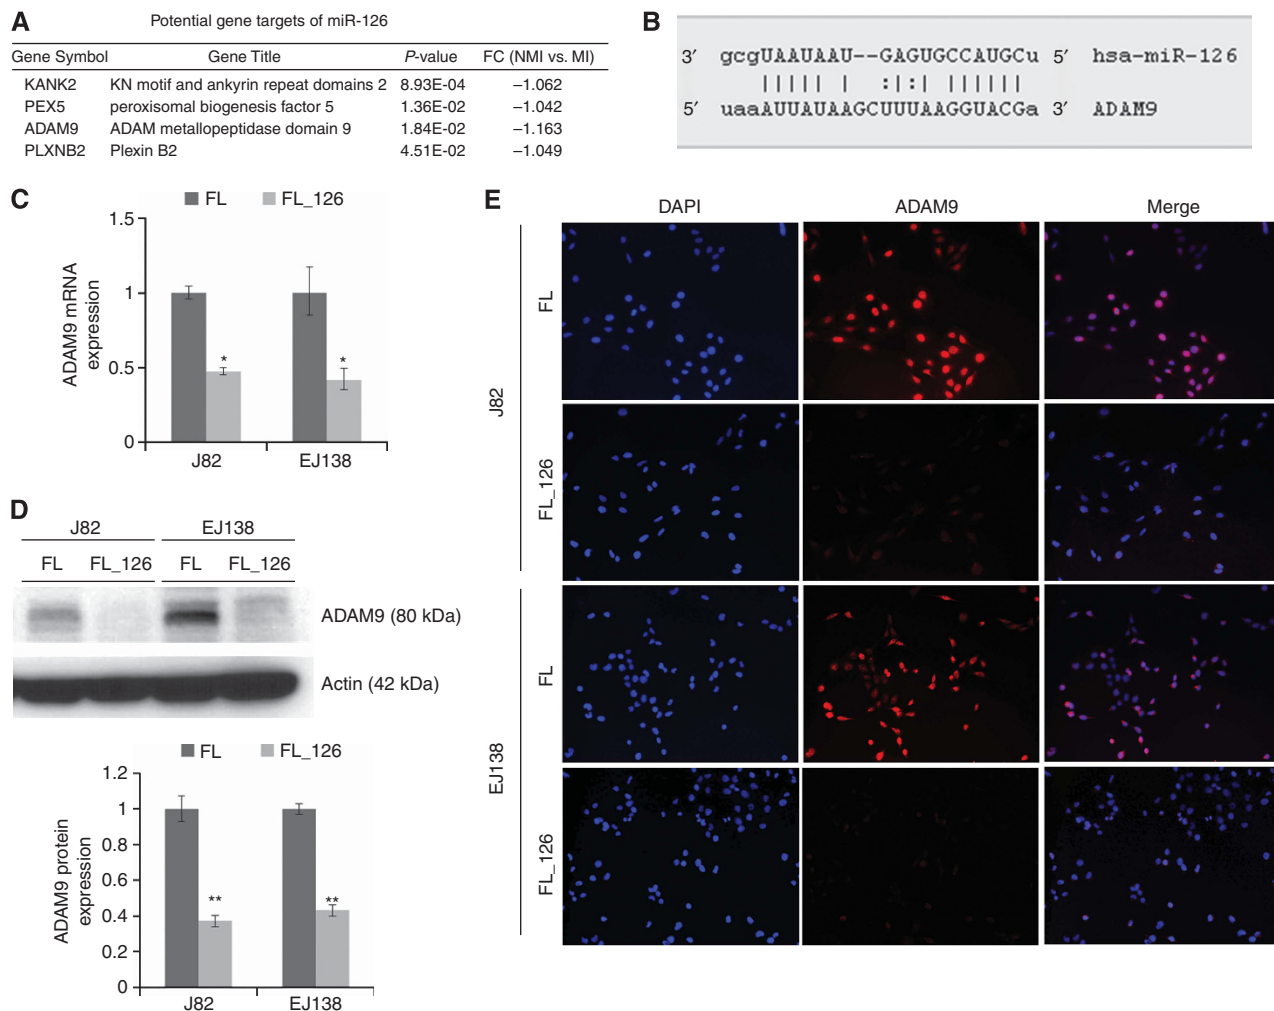 A
Potential gene targets of miR-126
Gene Symbol Gene Title P-value FC (NMI vs. MI)
KANK2 KN motif and ankyrin repeat domains 2 8.93E-04 –1.062
PEX5 peroxisomal biogenesis factor 5 1.36E-02 –1.042
ADAM9 ADAM metallopeptidase domain 9 1.84E-02 –1.163
PLXNB2 Plexin B2 4.51E-02 –1.049
B
3′ gcgUAAUAAU--GAGUGCCAUGCu 5′ hsa-miR-126
||||| | :|:| ||||||
5′ uaaAUUAUAAGCUUUAAGGUACGa 3′ ADAM9
C
FL FL_126
ADAM9 mRNA
expression
1.5
1
0.5
0
* *
J82 EJ138
D
J82 EJ138
FL FL_126 FL FL_126
ADAM9 (80 kDa)
Actin (42 kDa)
FL FL_126
ADAM9 protein
expression
1.2
1
0.8
0.6
0.4
0.2
0
** **
J82 EJ138
E
DAPI ADAM9 Merge
J82
FL
FL_126
EJ138
FL
FL_126